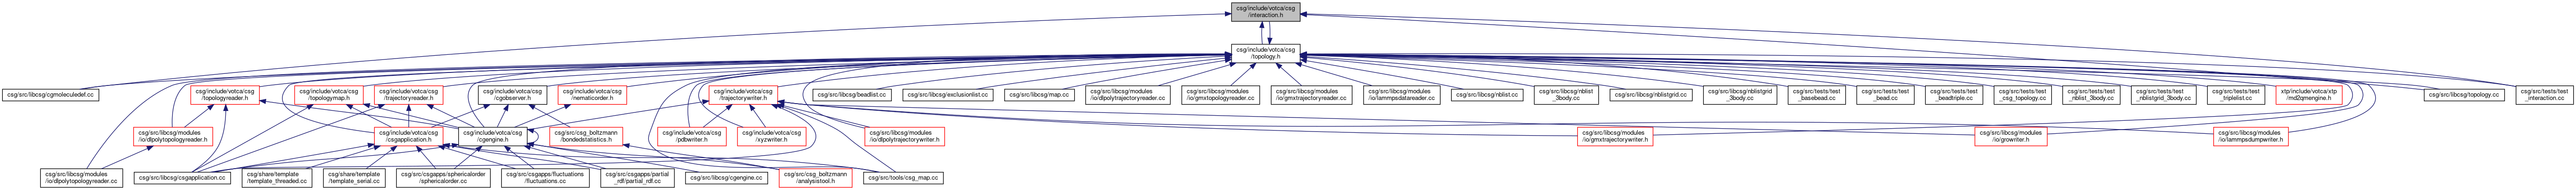 csg/include/votca/csg
/interaction.h
csg/include/votca/csg
/topology.h
csg/src/libcsg/cgmoleculedef.cc
csg/include/votca/csg
/topologyreader.h
csg/include/votca/csg
/topologymap.h
csg/include/votca/csg
/trajectoryreader.h
csg/include/votca/csg
/cgobserver.h
csg/include/votca/csg
/nematicorder.h
csg/include/votca/csg
/trajectorywriter.h
csg/src/libcsg/beadlist.cc
csg/src/libcsg/exclusionlist.cc
csg/src/libcsg/map.cc
csg/src/libcsg/modules
/io/dlpolytrajectoryreader.cc
csg/src/libcsg/modules
/io/gmxtopologyreader.cc
csg/src/libcsg/modules
/io/gmxtrajectoryreader.cc
csg/src/libcsg/modules
/io/lammpsdatareader.cc
csg/src/libcsg/nblist.cc
csg/src/libcsg/nblist
_3body.cc
csg/src/libcsg/nblistgrid.cc
csg/src/libcsg/nblistgrid
_3body.cc
csg/src/tests/test
_basebead.cc
csg/src/tests/test
_bead.cc
csg/src/tests/test
_beadtriple.cc
csg/src/tests/test
_csg_topology.cc
csg/src/tests/test
_nblist_3body.cc
csg/src/tests/test
_nblistgrid_3body.cc
csg/src/tests/test
_triplelist.cc
xtp/include/votca/xtp
/md2qmengine.h
csg/src/libcsg/topology.cc
csg/src/tests/test
_interaction.cc
csg/src/libcsg/modules
/io/dlpolytopologyreader.h
csg/include/votca/csg
/csgapplication.h
csg/include/votca/csg
/cgengine.h
csg/src/csg_boltzmann
/bondedstatistics.h
csg/include/votca/csg
/pdbwriter.h
csg/include/votca/csg
/xyzwriter.h
csg/src/libcsg/modules
/io/dlpolytrajectorywriter.h
csg/src/libcsg/modules
/io/gmxtrajectorywriter.h
csg/src/libcsg/modules
/io/growriter.h
csg/src/libcsg/modules
/io/lammpsdumpwriter.h
csg/src/libcsg/modules
/io/dlpolytopologyreader.cc
csg/src/libcsg/csgapplication.cc
csg/share/template
/template_threaded.cc
csg/share/template
/template_serial.cc
csg/src/csgapps/sphericalorder
/sphericalorder.cc
csg/src/csgapps/fluctuations
/fluctuations.cc
csg/src/csgapps/partial
_rdf/partial_rdf.cc
csg/src/libcsg/cgengine.cc
csg/src/csg_boltzmann
/analysistool.h
csg/src/tools/csg_map.cc